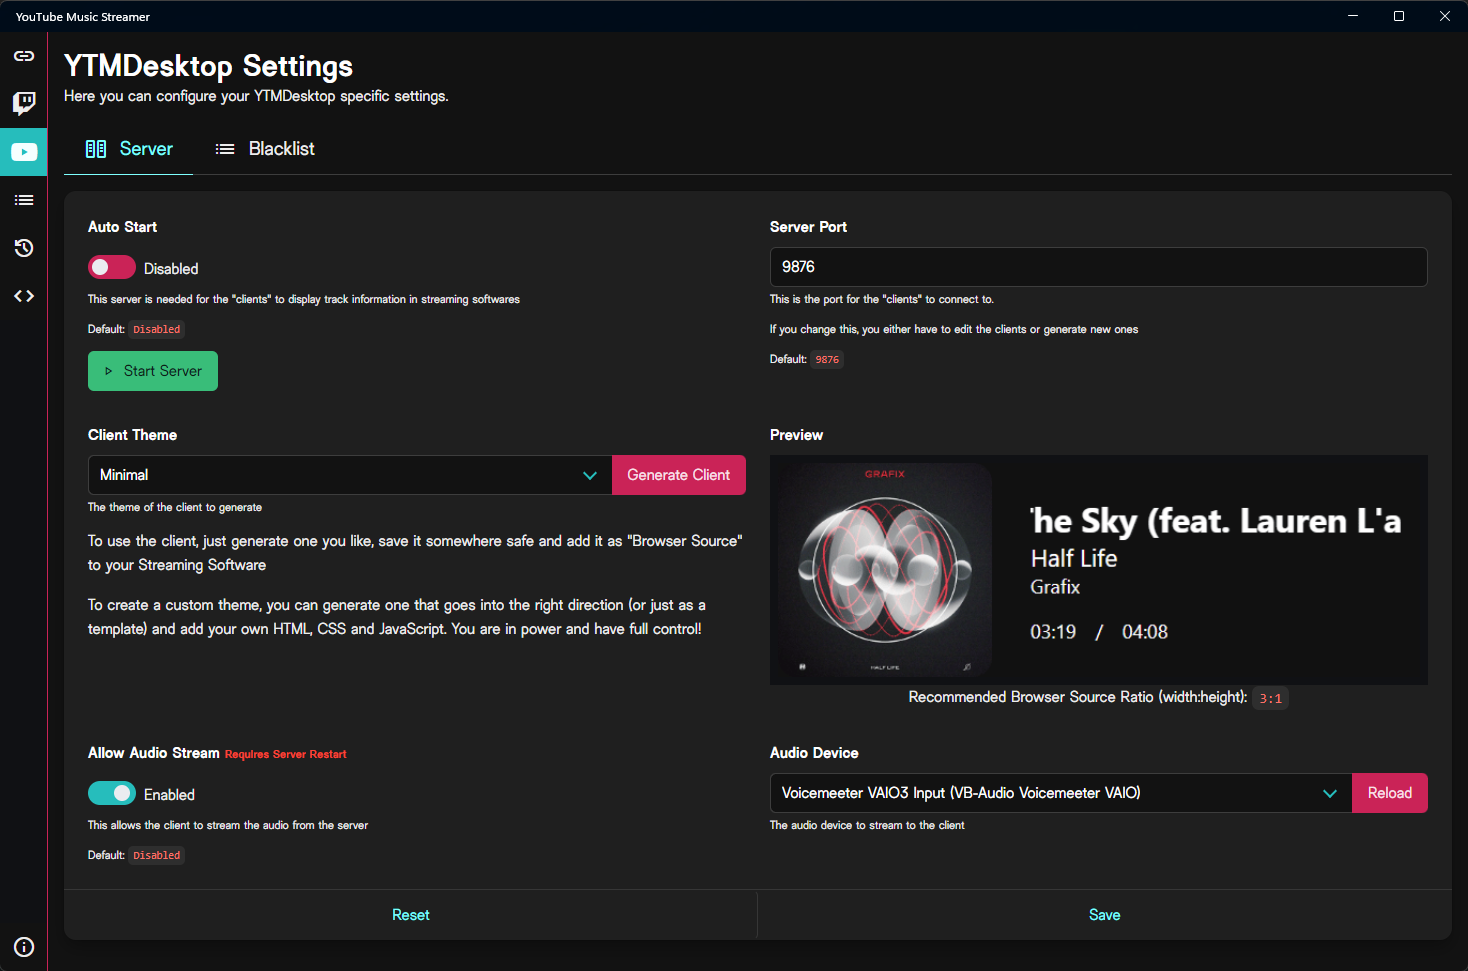 YouTube Music Streamer
YTMDesktop Settings
Here you can configure your YTMDesktop specific settings.
Server
Blacklist
Auto Start
Disabled
This server is needed for the "clients" to display track information in streaming softwares
Default: Disabled
Start Server
Server Port
9876
This is the port for the "clients" to connect to.
If you change this, you either have to edit the clients or generate new ones
Default: 9876
Client Theme
Minimal
Generate Client
The theme of the client to generate
To use the client, just generate one you like, save it somewhere safe and add it as "Browser Source"
to your Streaming Software
To create a custom theme, you can generate one that goes into the right direction (or just as a
template) and add your own HTML, CSS and JavaScript. You are in power and have full control!
Preview
GRAFIX
HALF LIFE
he Sky (feat. Lauren L'a
Half Life
Grafix
03:19 / 04:08
Recommended Browser Source Ratio (width:height): 3:1
Allow Audio Stream Requires Server Restart
Enabled
This allows the client to stream the audio from the server
Default: Disabled
Audio Device
Voicemeeter VAIO3 Input (VB-Audio Voicemeeter VAIO)
Reload
The audio device to stream to the client
Reset
Save